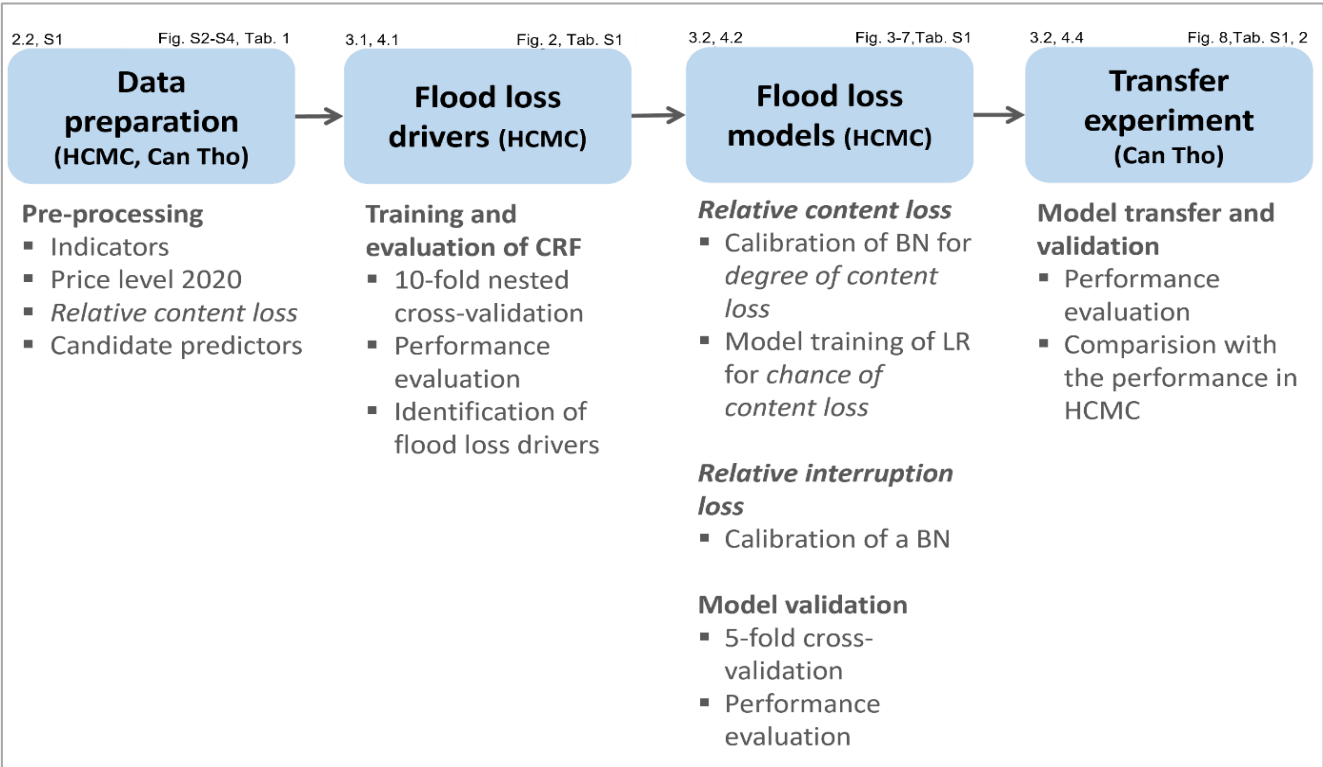 2.2, S1 Fig. S2-S4, Tab. 1
Data
preparation
(HCMC, Can Tho)
Pre-processing
▪ Indicators
▪ Price level 2020
▪ Relative content loss
▪ Candidate predictors
3.1, 4.1 Fig. 2, Tab. S1
Flood loss
drivers (HCMC)
Training and
evaluation of CRF
▪ 10-fold nested
cross-validation
▪ Performance
evaluation
▪ Identification of
flood loss drivers
3.2, 4.2 Fig. 3-7,Tab. S1
Flood loss
models (HCMC)
Relative content loss
▪ Calibration of BN for
degree of content
loss
▪ Model training of LR
for chance of
content loss
Relative interruption
loss
▪ Calibration of a BN
Model validation
▪ 5-fold cross-
validation
▪ Performance
evaluation
3.2, 4.4 Fig. 8,Tab. S1, 2
Transfer
experiment
(Can Tho)
Model transfer and
validation
▪ Performance
evaluation
▪ Comparision with
the performance in
HCMC